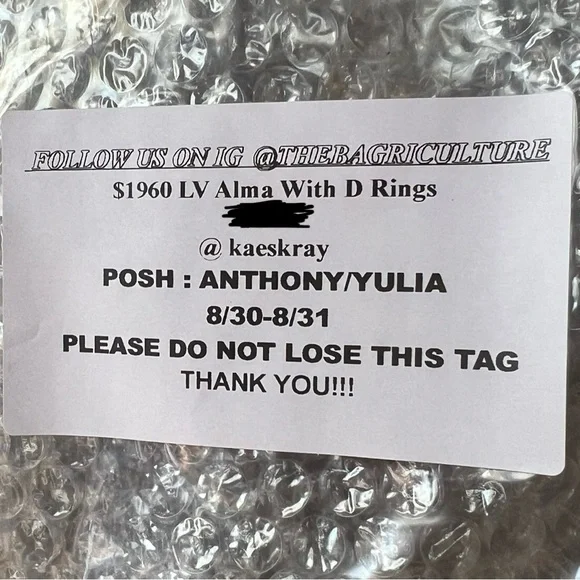 FOLLOW US ON IG @THEBAGRICULTURE
$1960 LV Alma With D Rings
@ kaeskray
POSH : ANTHONY/YULIA
8/30-8/31
PLEASE DO NOT LOSE THIS TAG
THANK YOU!!!